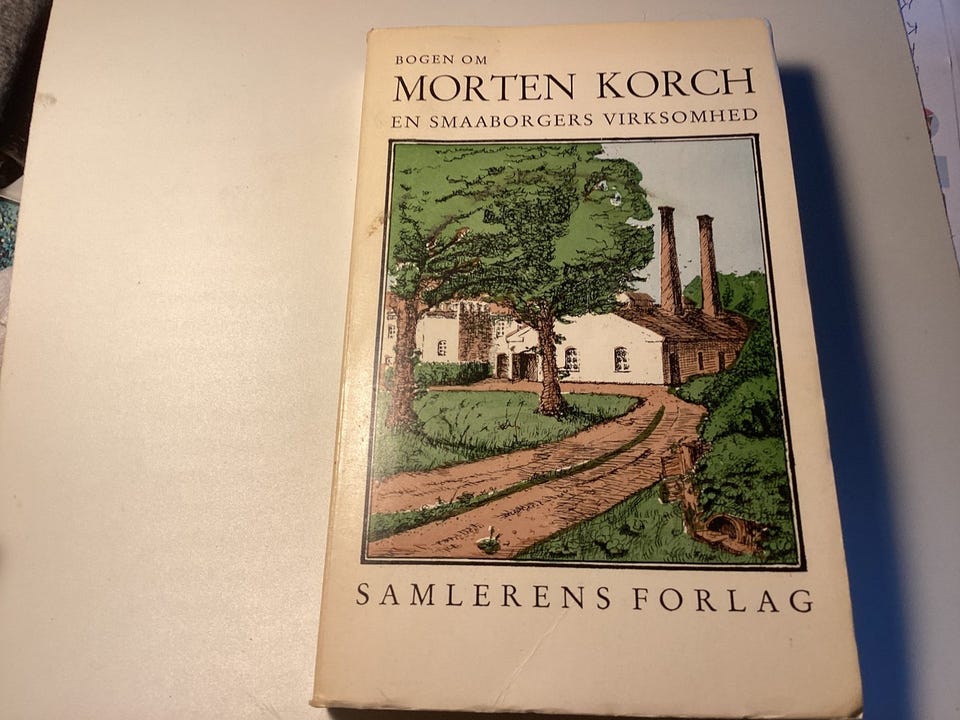 BOGEN OM
MORTEN KORCH
EN SMAABORGERS VIRKSOMHED
SAMLERENS FORLAG